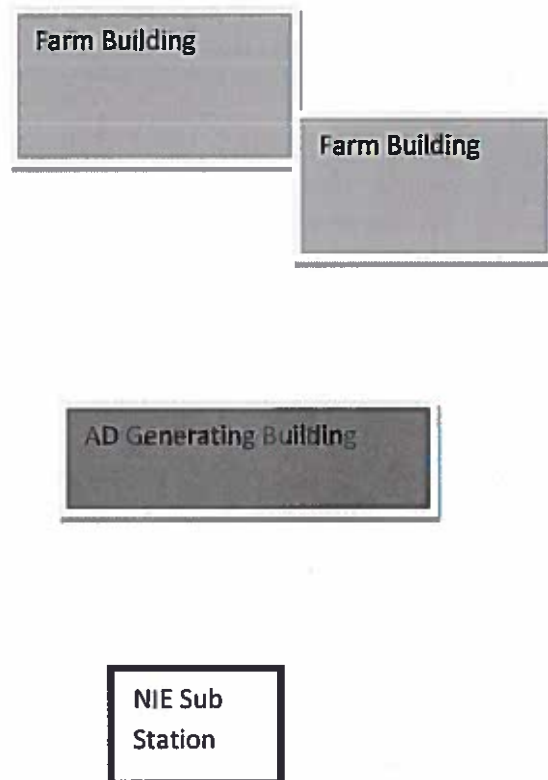 Farm Building
Farm Building
AD Generating Building
NIE Sub
Station